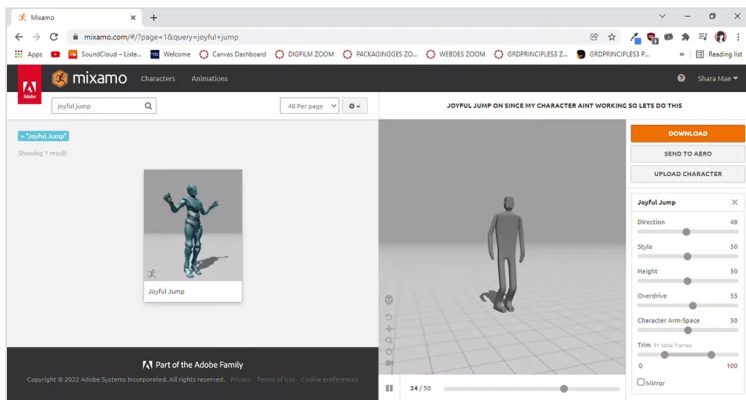 Mixamo
mixamo.com/#/?page=1&query=joyful+jump
Apps
SoundCloud – Liste...
Welcome
Canvas Dashboard
DIGFILM ZOOM
PACKAGINGGES ZO...
WEBDES ZOOM
GRDPRINCIPLES3 Z...
GRDPRINCIPLES3 P...
»
Reading list
Adobe
mixamo
Characters
Animations
Shara Mae
joyful jump
48 Per page
JOYFUL JUMP ON SINCE MY CHARACTER AINT WORKING SO LETS DO THIS
× "Joyful Jump"
Showing 1 result
Joyful Jump
DOWNLOAD
SEND TO AERO
UPLOAD CHARACTER
Joyful Jump
Direction 48
Style 50
Height 50
Overdrive 55
Character Arm-Space 50
Trim 51 total frames
0 100
Mirror
34 / 50
Part of the Adobe Family
Copyright © 2022 Adobe Systems Incorporated. All rights reserved. Privacy Terms of Use Cookie preferences